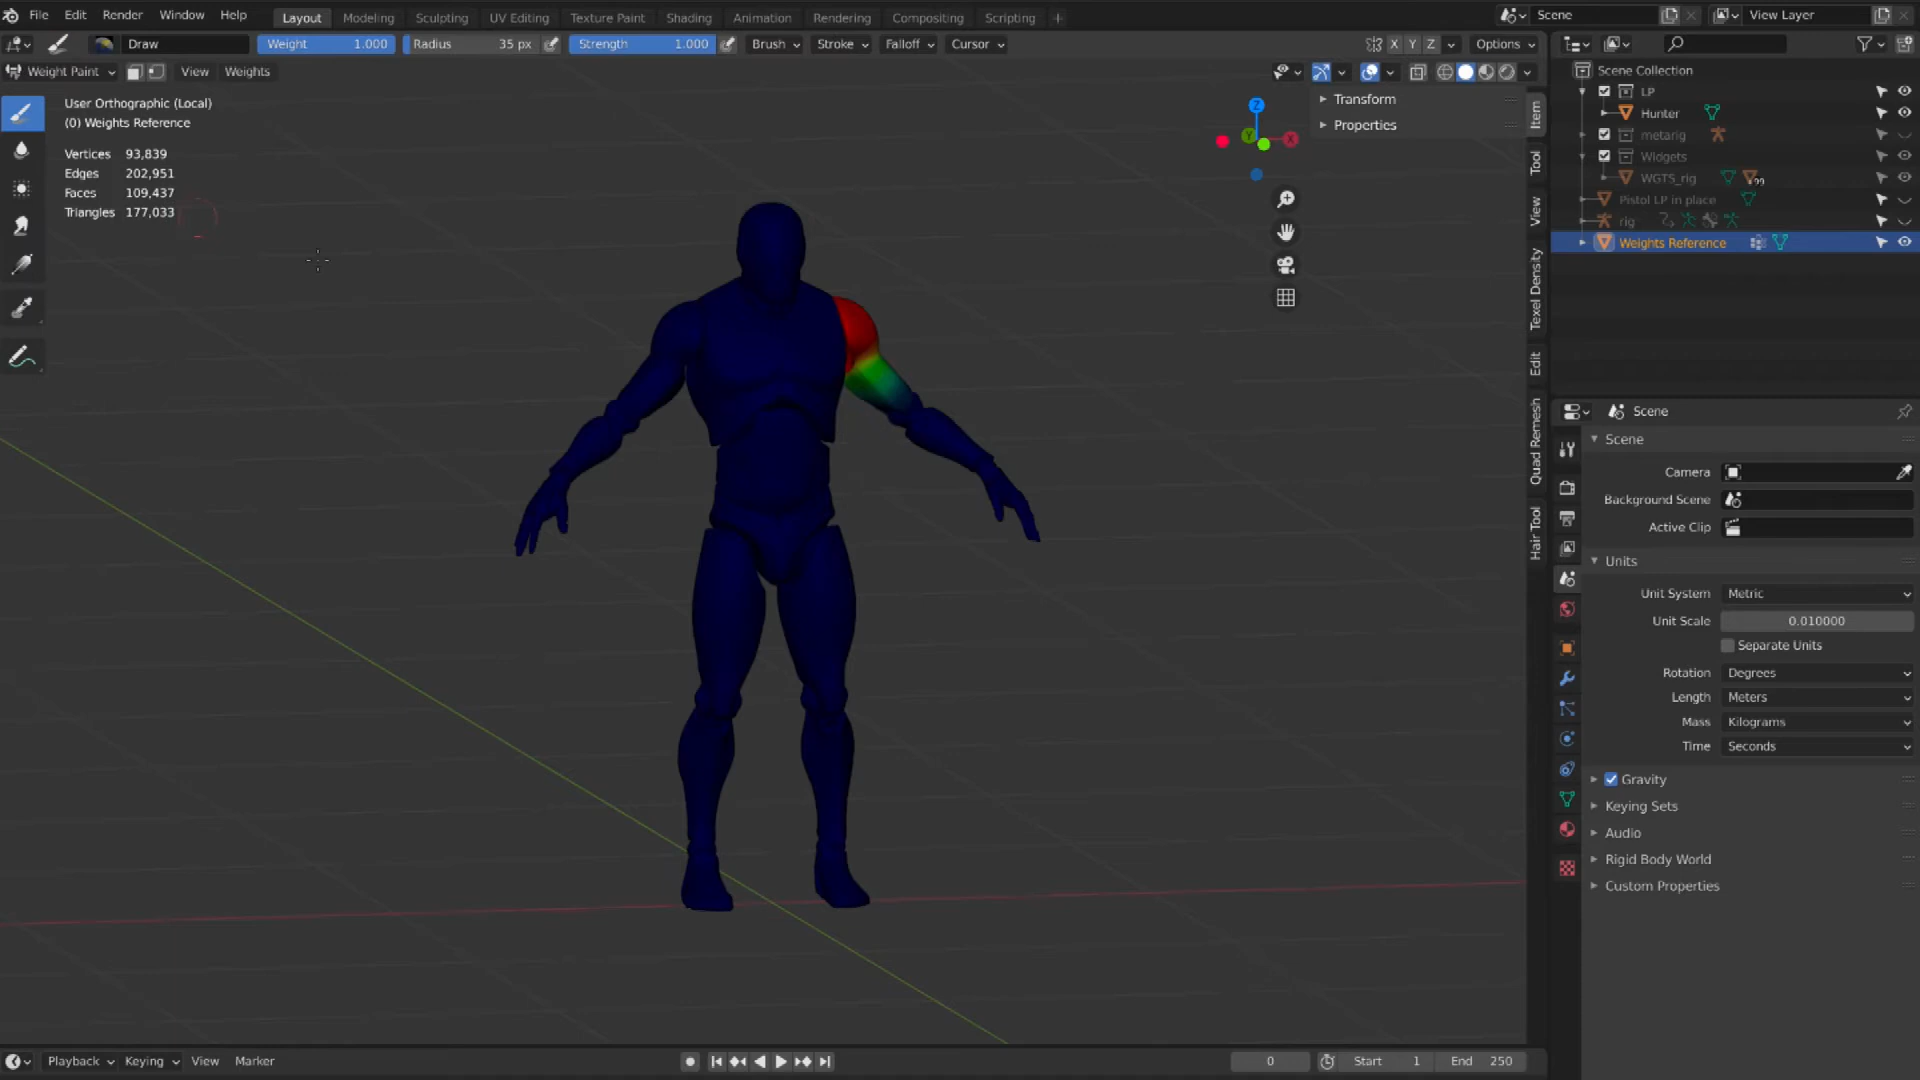 File Edit Render Window Help Layout Modeling Sculpting UV Editing Texture Paint Shading Animation Rendering Compositing Scripting + Scene View Layer
Draw Weight 1.000 Radius 35 px Strength 1.000 Brush Stroke Falloff Cursor X Y Z Options
Weight Paint View Weights
User Orthographic (Local)
(0) Weights Reference
Vertices 93,839
Edges 202,951
Faces 109,437
Triangles 177,033
Z
Y
X
Transform
Properties
Item
Tool
View
Texel Density
Edit
Quad Remesh
Hair Tool
Scene Collection
LP
Hunter
metarig
Widgets
WGTS_rig 99
Pistol LP in place
rig
Weights Reference
Scene
Scene
Camera
Background Scene
Active Clip
Units
Unit System Metric
Unit Scale 0.010000
Separate Units
Rotation Degrees
Length Meters
Mass Kilograms
Time Seconds
Gravity
Keying Sets
Audio
Rigid Body World
Custom Properties
Playback Keying View Marker 0 Start 1 End 250